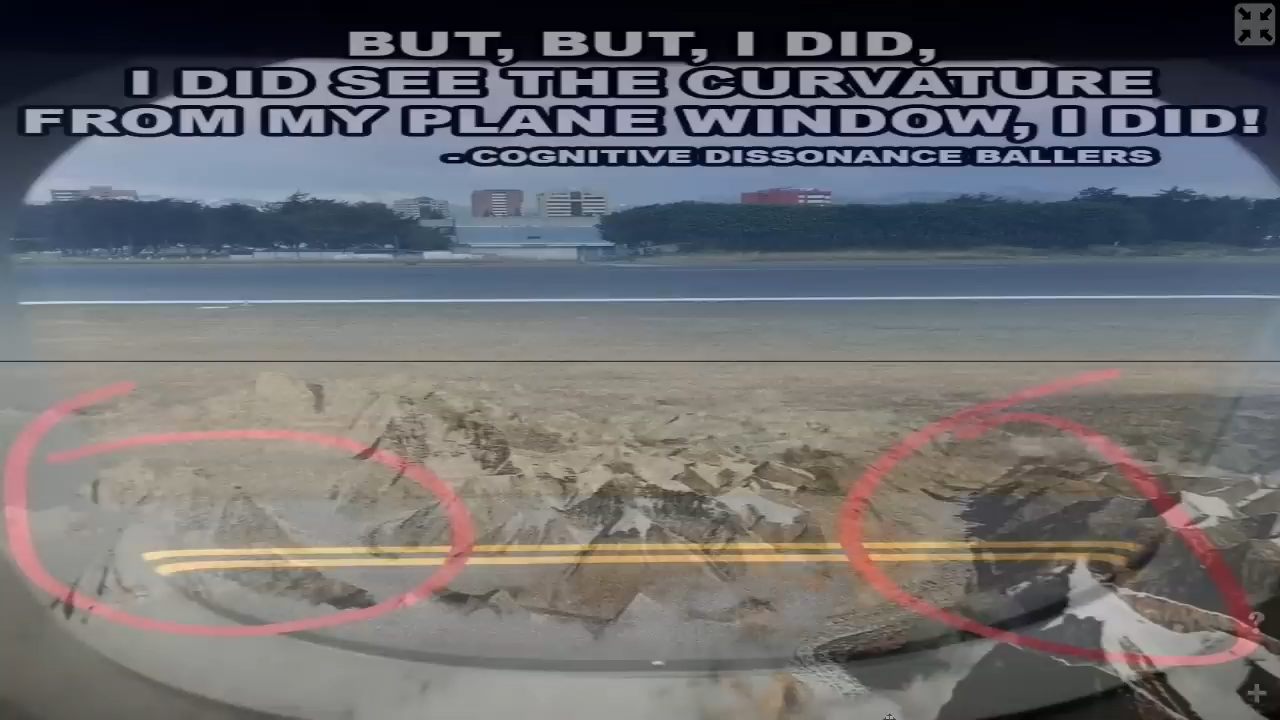 BUT, BUT, I DID,
I DID SEE THE CURVATURE
FROM MY PLANE WINDOW, I DID!
- COGNITIVE DISSONANCE BALLERS